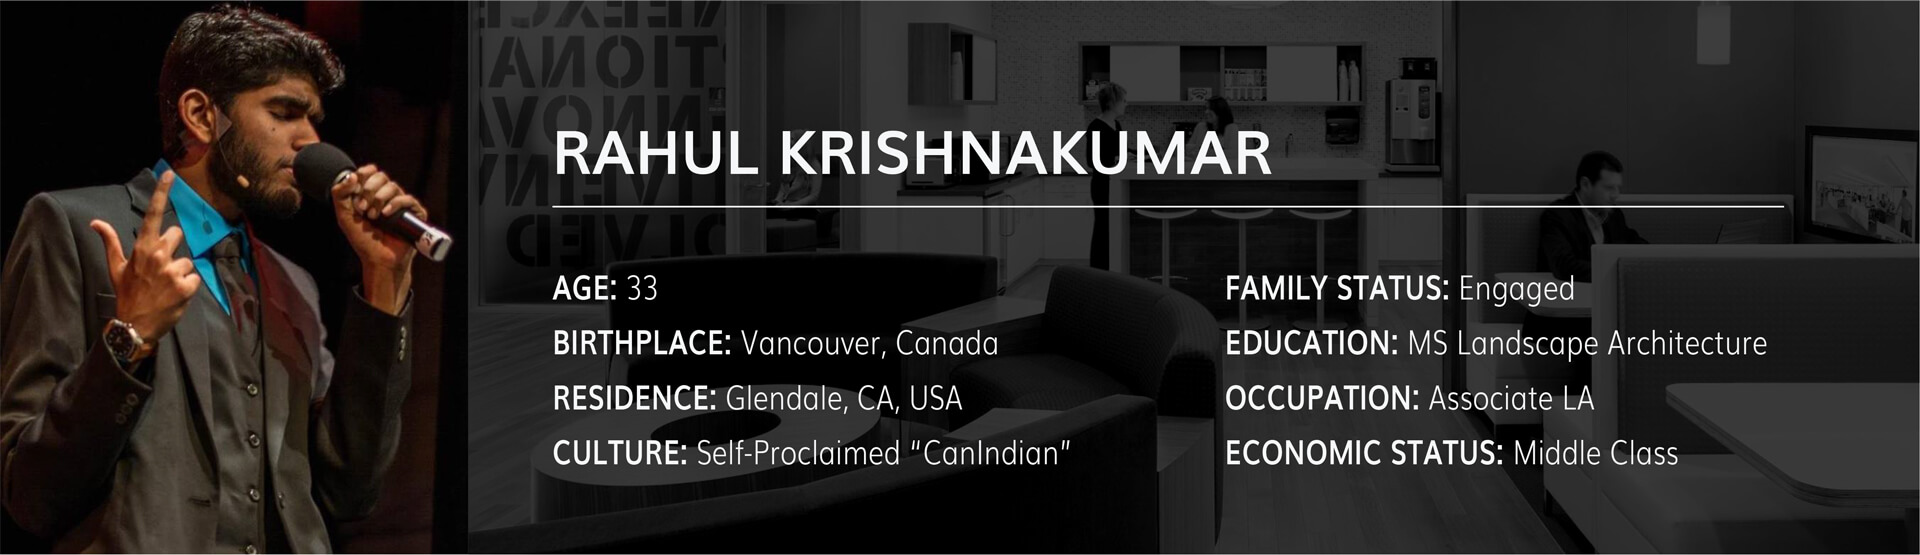 RAHUL KRISHNAKUMAR
AGE: 33
BIRTHPLACE: Vancouver, Canada
RESIDENCE: Glendale, CA, USA
CULTURE: Self-Proclaimed “CanIndian”
FAMILY STATUS: Engaged
EDUCATION: MS Landscape Architecture
OCCUPATION: Associate LA
ECONOMIC STATUS: Middle Class